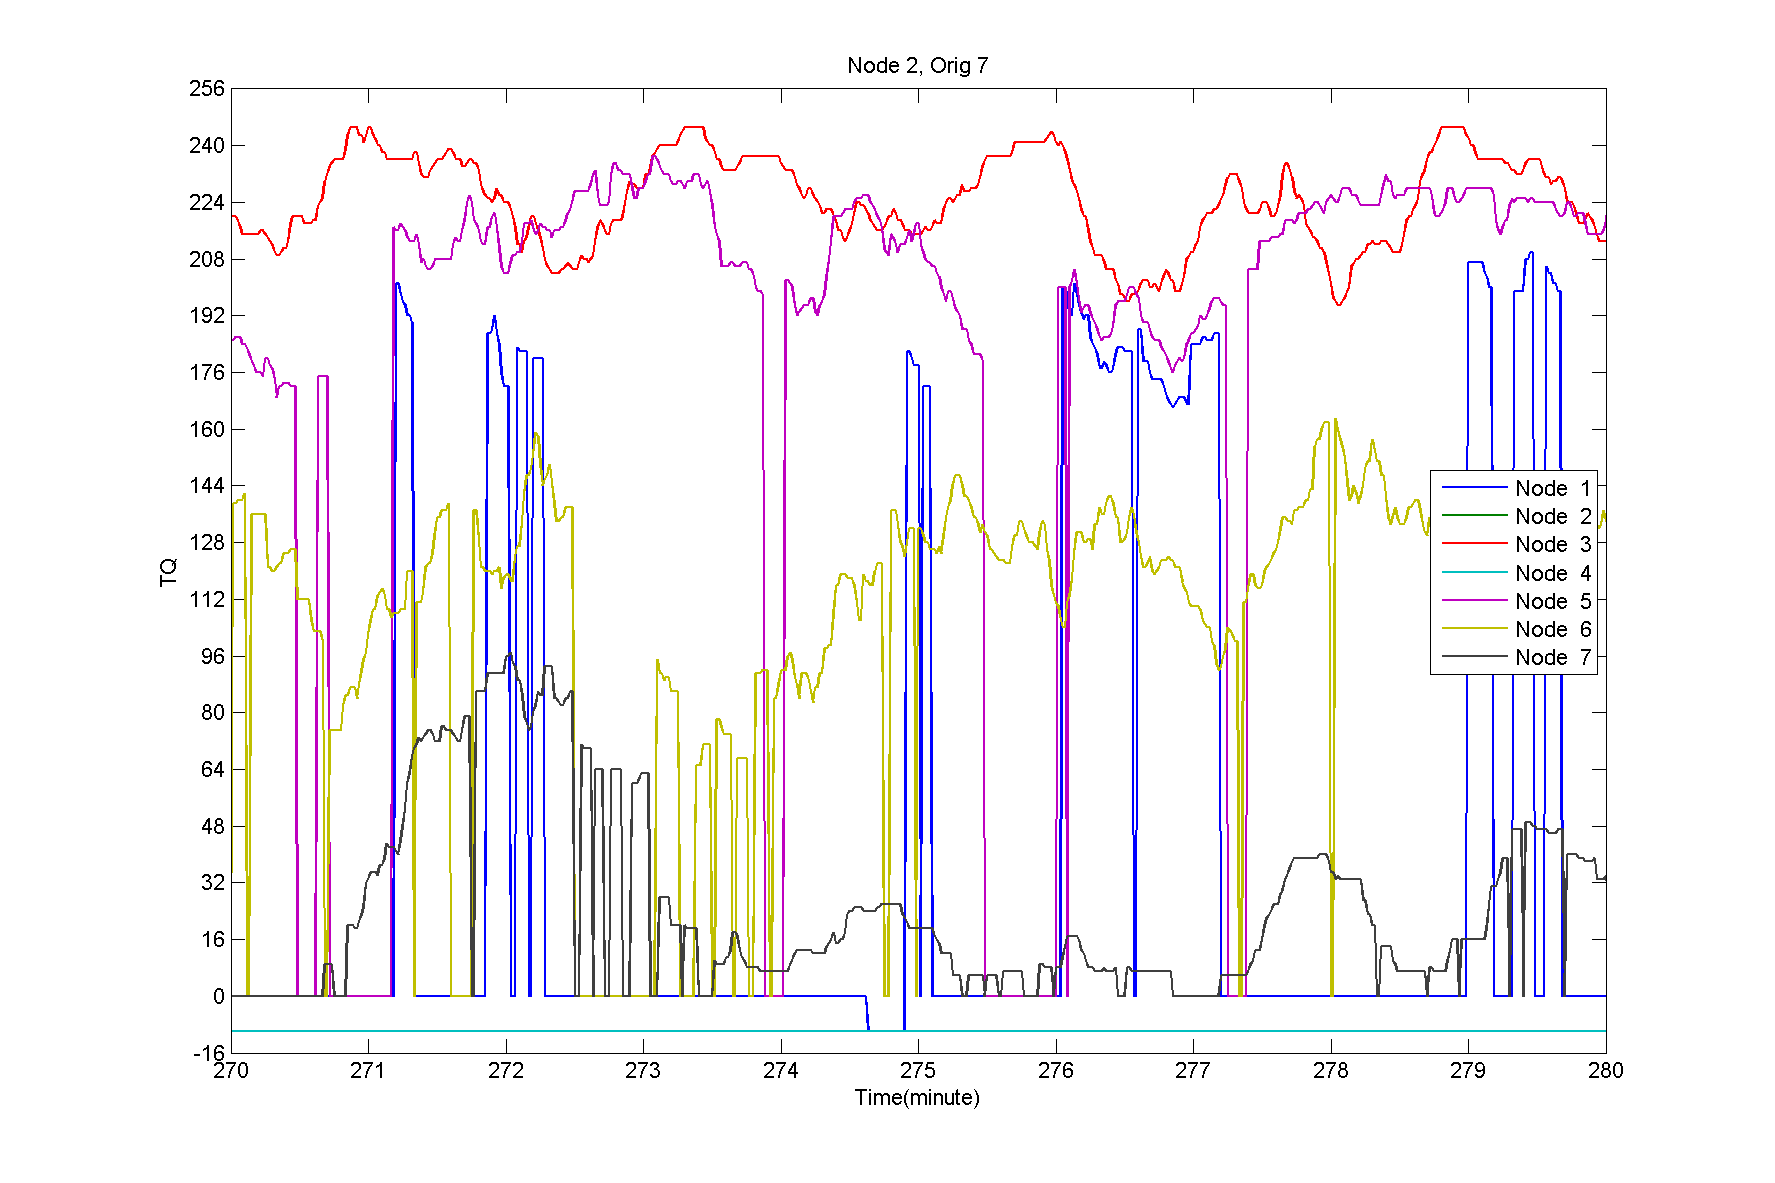 Node 2, Orig 7
256
240
224
208
192
176
160
144
128
112
96
80
64
48
32
16
0
-16
TQ
Node 1
Node 2
Node 3
Node 4
Node 5
Node 6
Node 7
270 271 272 273 274 275 276 277 278 279 280
Time(minute)